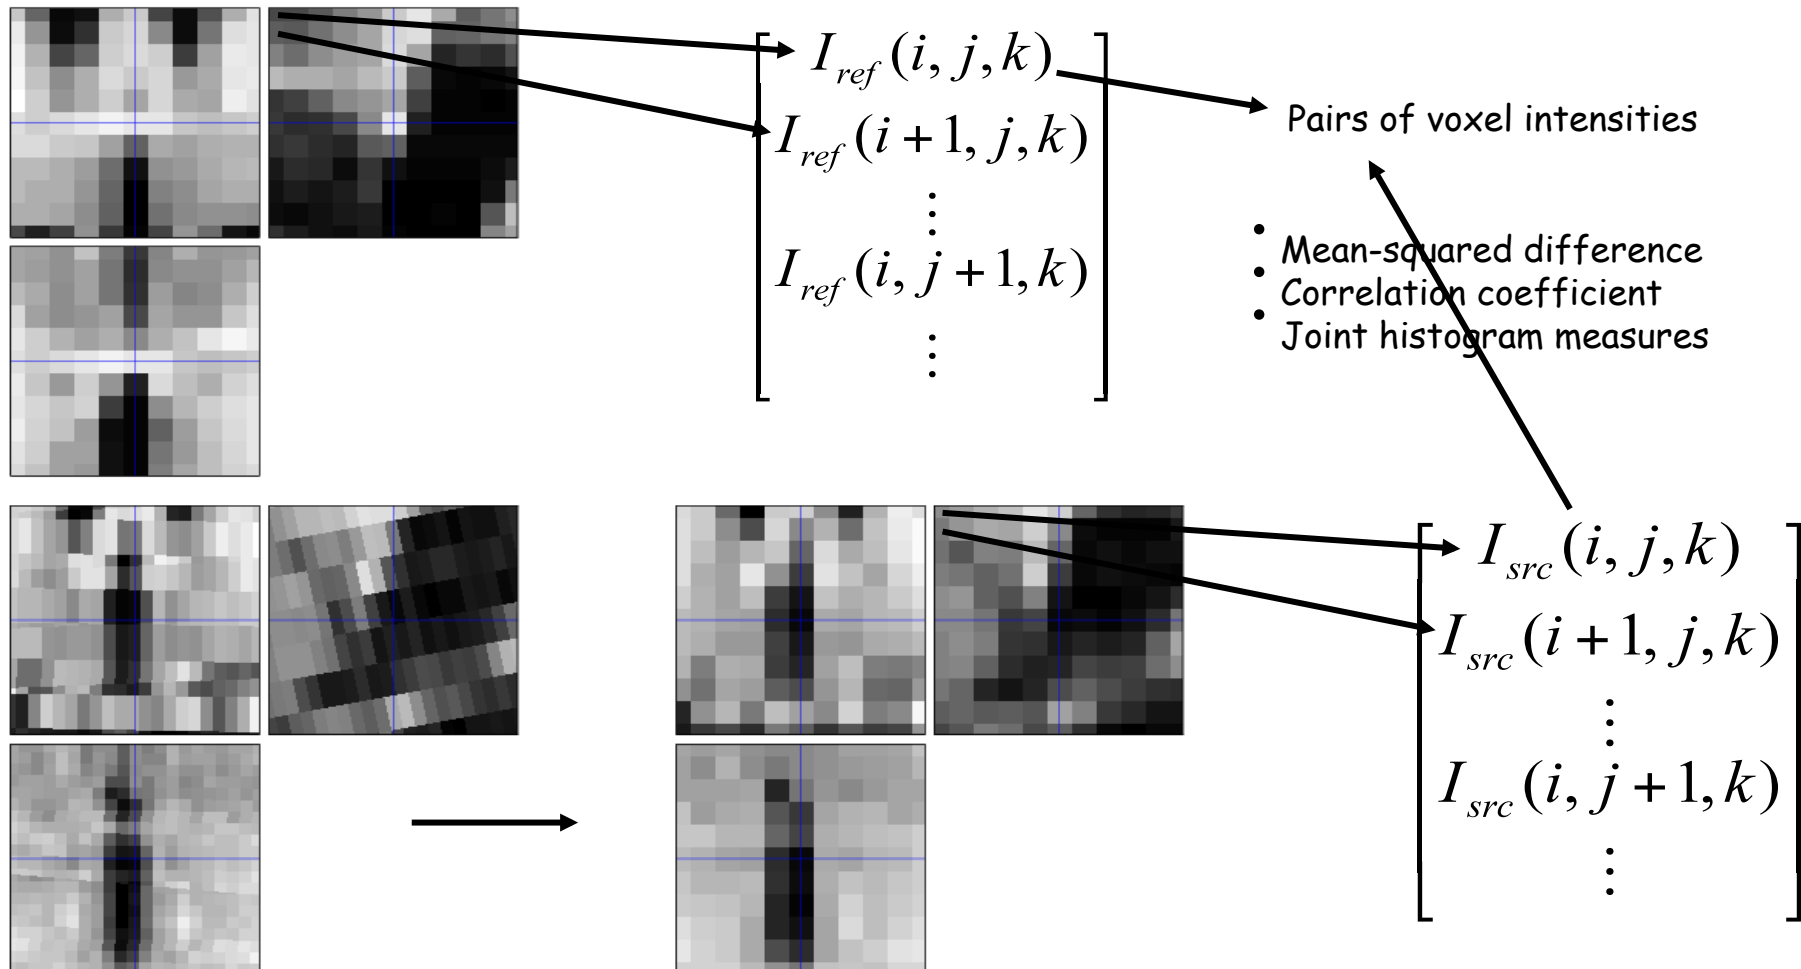 I_ref (i, j, k)
I_ref (i + 1, j, k)
⋮
I_ref (i, j + 1, k)
⋮
Pairs of voxel intensities
• Mean-squared difference
• Correlation coefficient
• Joint histogram measures
I_src (i, j, k)
I_src (i + 1, j, k)
⋮
I_src (i, j + 1, k)
⋮